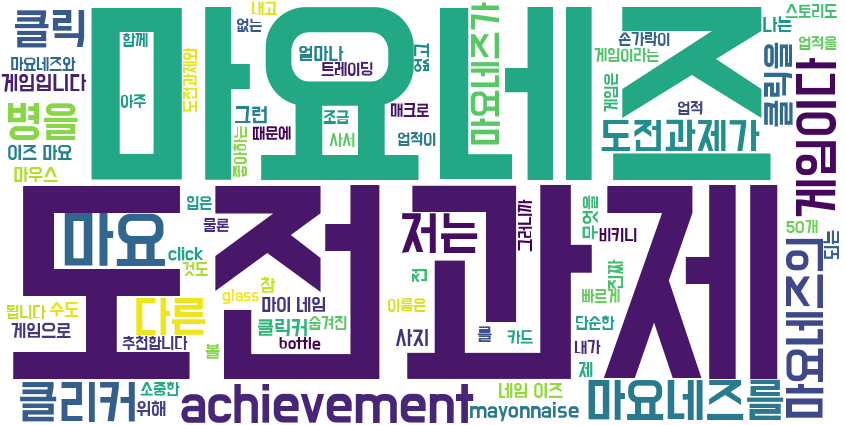 마요네즈
도전과제
클릭
함께
없는
내고
도전과제와
얼마나
트레이딩
없고
마요네즈가
손가락이
게임이라는
나는
스토리도
업적을
클릭을
게임이다
마요네즈와
게임입니다
아주
병을
이즈 마요
마우스
그런
때문에
좋아하는
조금
사서
매크로
업적이
게임은
업적
도전과제가
마요
입은
물론
저는
그러니까
마멋을
비키니
50개
click
것도
참
glass
마이 네임
전
이름은
진짜
빠르게
마요네즈의
됩니다
수도
게임으로
다른
추천합니다
클릭커
숨겨진
bottle
볼
사지
를
카드
단순한
내가
제
클리커
소중한
위해
achievement
네임 이즈
mayonnaise
마요네즈를